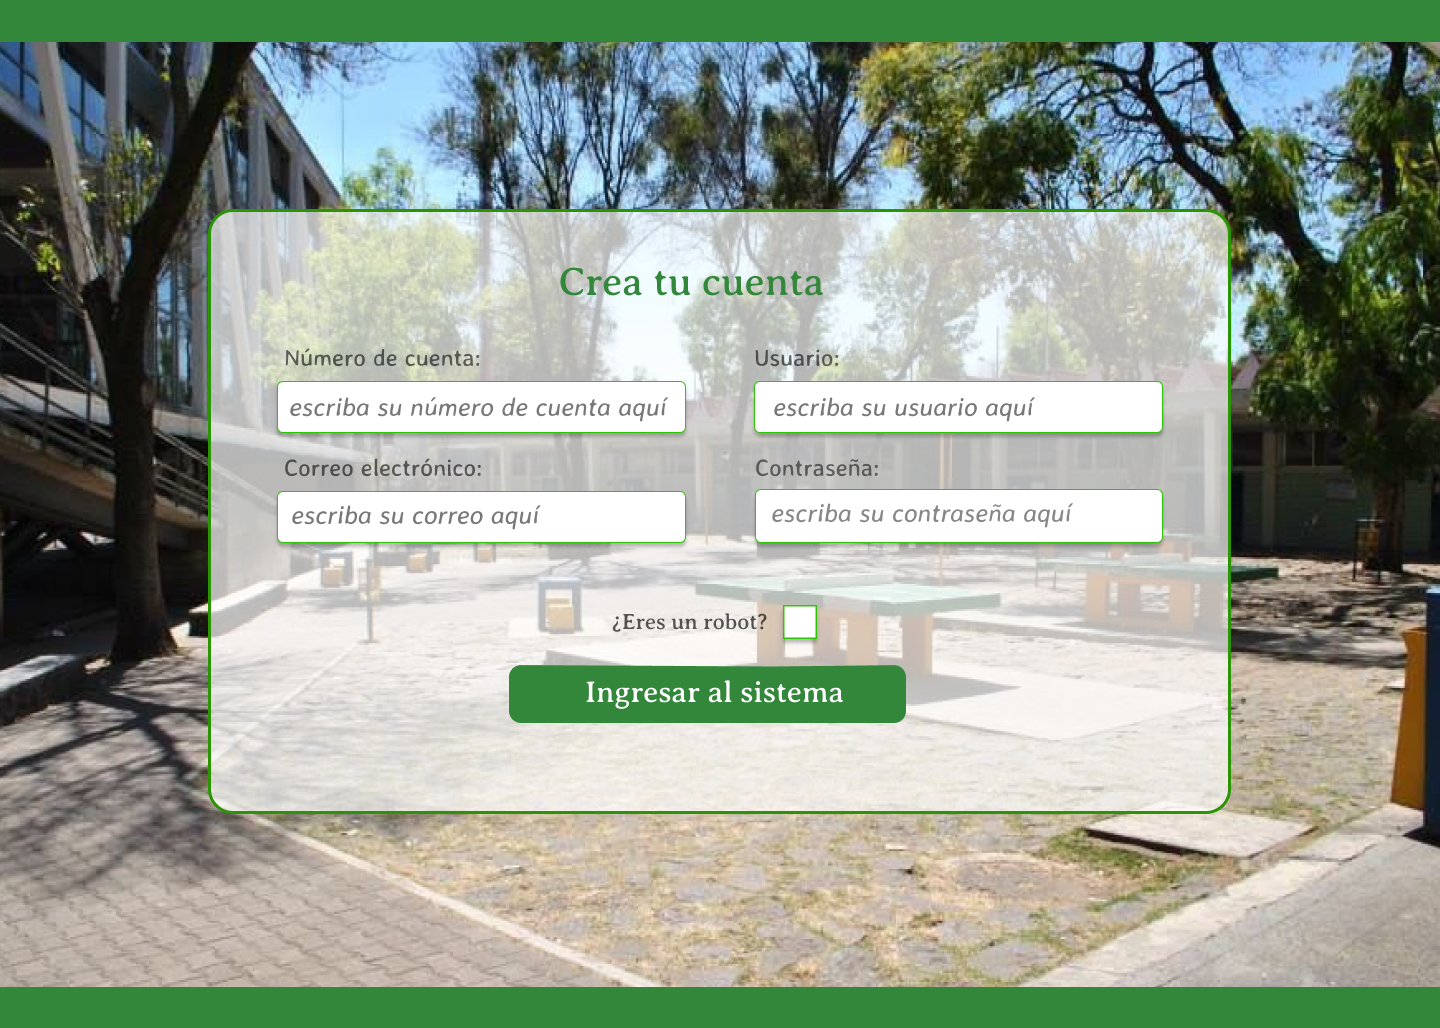 Crea tu cuenta
Número de cuenta:
Usuario:
escriba su número de cuenta aquí
escriba su usuario aquí
Correo electrónico:
Contraseña:
escriba su correo aquí
escriba su contraseña aquí
¿Eres un robot?
Ingresar al sistema